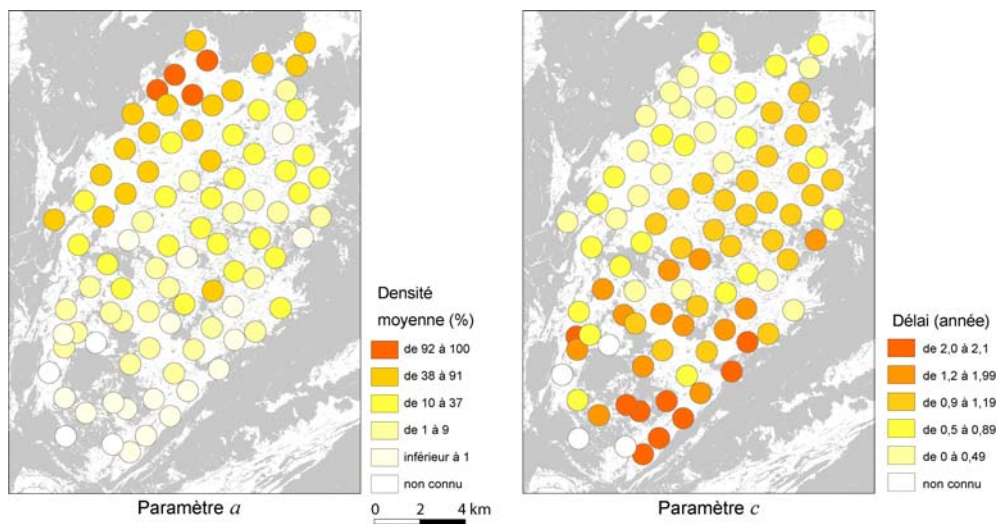 Densité
moyenne (%)
de 92 à 100
de 38 à 91
de 10 à 37
de 1 à 9
inférieur à 1
non connu
0 2 4 km
Paramètre a
Délai (année)
de 2,0 à 2,1
de 1,2 à 1,99
de 0,9 à 1,19
de 0,5 à 0,89
de 0 à 0,49
non connu
Paramètre c